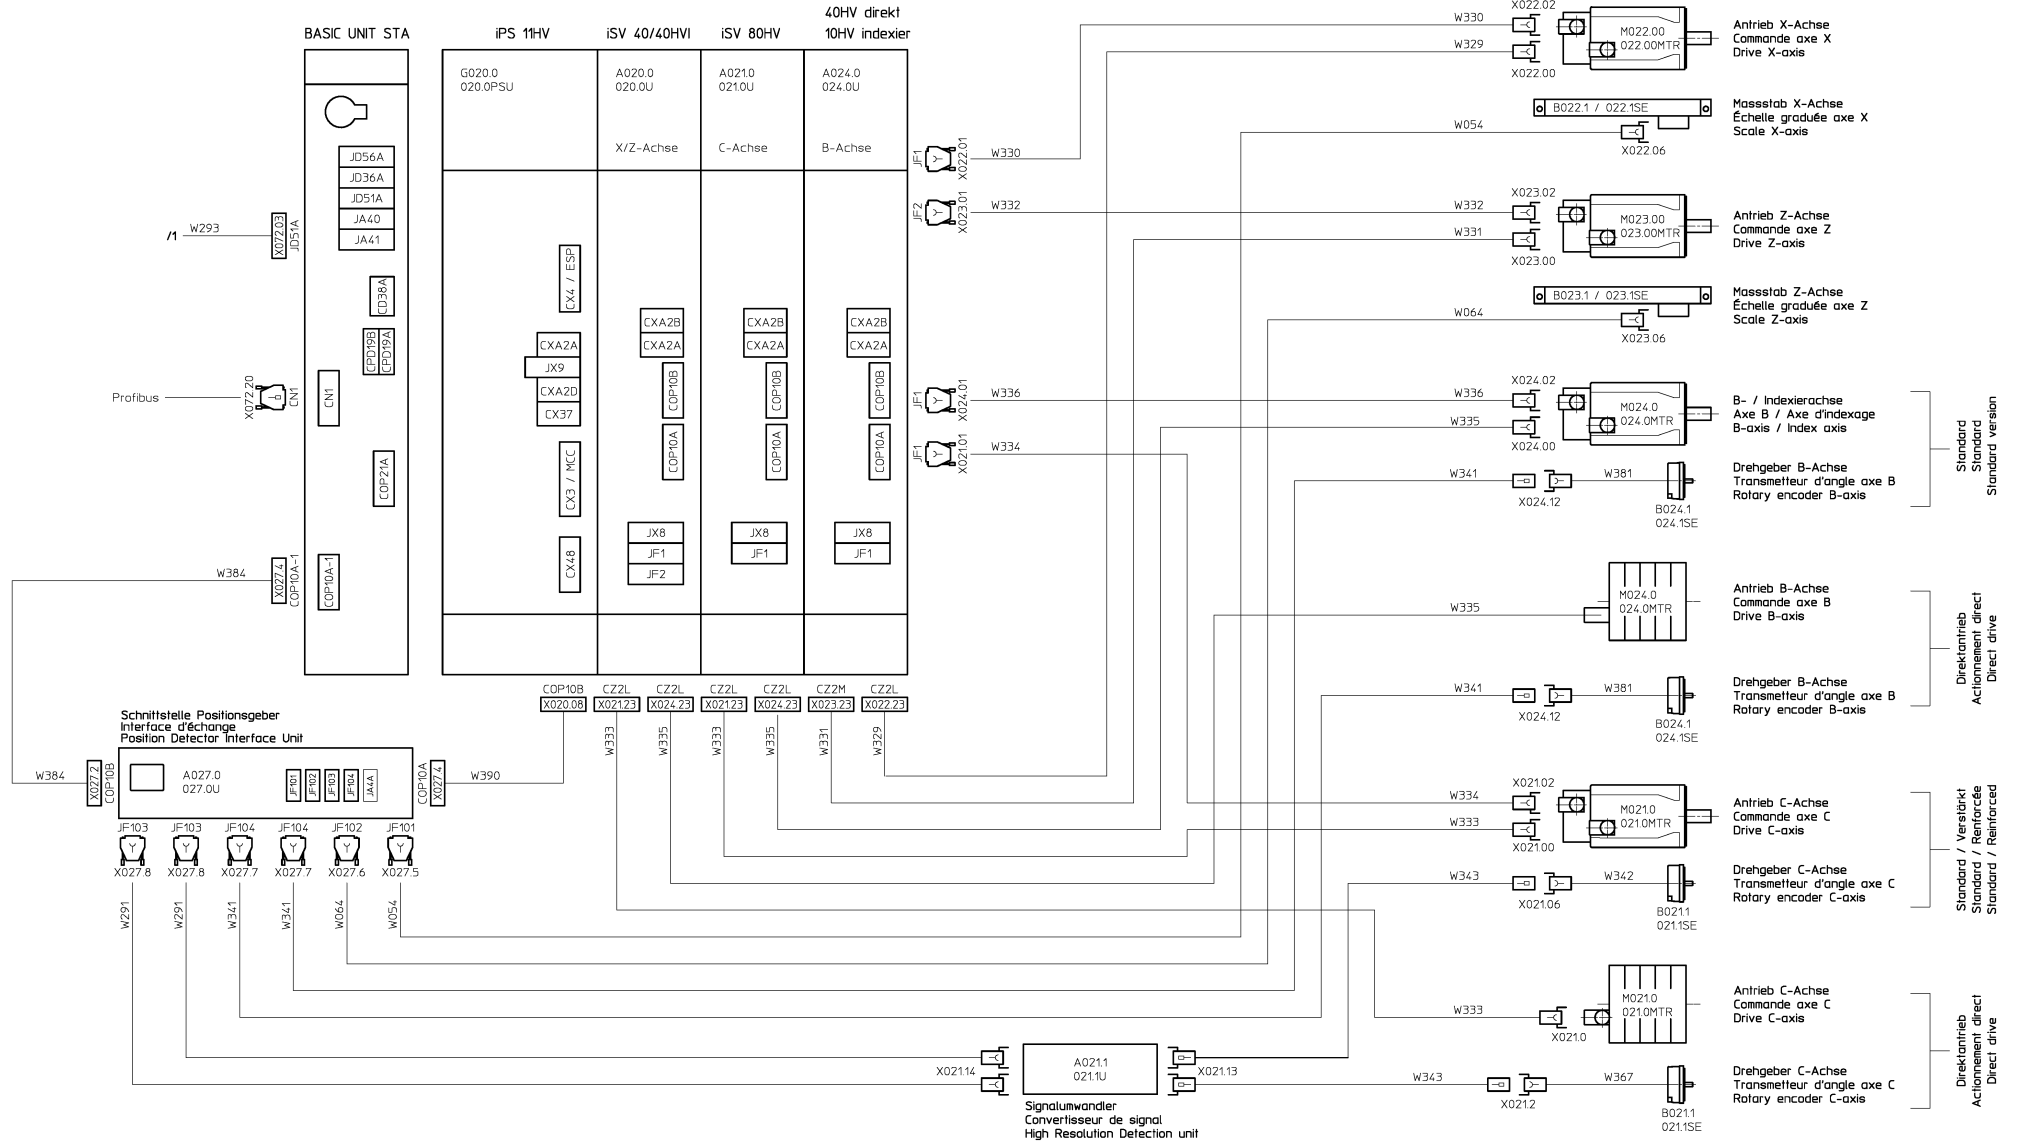 BASIC UNIT STA
iPS 11HV
iSV 40/40HVI
iSV 80HV
40HV direkt
10HV indexier
G020.0
020.0PSU
A020.0
020.0U
X/Z-Achse
A021.0
021.0U
C-Achse
A024.0
024.0U
B-Achse
JD56A
JD36A
JD51A
JA40
JA41
CD38A
CPD19B
CPD19A
CN1
COP21A
COP10A-1
/1
W293
X072.03
JD51A
Profibus
X072.20
CN1
W384
X027.4
COP10A-1
CX4 / ESP
CXA2A
JX9
CXA2D
CX37
CX3 / MCC
CX48
CXA2B
CXA2A
COP10B
COP10A
JX8
JF1
JF2
CXA2B
CXA2A
COP10B
COP10A
JX8
JF1
CXA2B
CXA2A
COP10B
COP10A
JX8
JF1
JF1
X022.01
W330
JF2
X023.01
W332
JF1
X024.01
W336
JF1
X021.01
W334
COP10B
X020.08
CZ2L
X021.23
CZ2L
X024.23
CZ2L
X021.23
CZ2L
X024.23
CZ2M
X023.23
CZ2L
X022.23
W333
W335
W333
W335
W331
W329
Schnittstelle Positionsgeber
Interface d'échange
Position Detector Interface Unit
W384
X027.2
COP10B
A027.0
027.0U
JF101
JF102
JF103
JF104
JA4A
COP10A
X027.4
W390
JF103
JF103
JF104
JF104
JF102
JF101
X027.8
X027.8
X027.7
X027.7
X027.6
X027.5
W291
W291
W341
W341
W064
W054
W330
X022.02
W329
X022.00
M022.00
022.00MTR
Antrieb X-Achse
Commande axe X
Drive X-axis
B022.1 / 022.1SE
W054
X022.06
Massstab X-Achse
Échelle graduée axe X
Scale X-axis
W332
X023.02
W331
X023.00
M023.00
023.00MTR
Antrieb Z-Achse
Commande axe Z
Drive Z-axis
B023.1 / 023.1SE
W064
X023.06
Massstab Z-Achse
Échelle graduée axe Z
Scale Z-axis
W336
X024.02
W335
X024.00
M024.0
024.0MTR
B- / Indexierachse
Axe B / Axe d'indexage
B-axis / Index axis
W341
X024.12
W381
B024.1
024.1SE
Drehgeber B-Achse
Transmetteur d'angle axe B
Rotary encoder B-axis
Standard
Standard
Standard version
W335
M024.0
024.0MTR
Antrieb B-Achse
Commande axe B
Drive B-axis
W341
X024.12
W381
B024.1
024.1SE
Drehgeber B-Achse
Transmetteur d'angle axe B
Rotary encoder B-axis
Direktantrieb
Actionnement direct
Direct drive
W334
X021.02
W333
X021.00
M021.0
021.0MTR
Antrieb C-Achse
Commande axe C
Drive C-axis
W343
X021.06
W342
B021.1
021.1SE
Drehgeber C-Achse
Transmetteur d'angle axe C
Rotary encoder C-axis
Standard / Verstärkt
Standard / Renforcée
Standard / Reinforced
W333
X021.0
M021.0
021.0MTR
Antrieb C-Achse
Commande axe C
Drive C-axis
X021.14
A021.1
021.1U
X021.13
Signalumwandler
Convertisseur de signal
High Resolution Detection unit
W343
X021.2
W367
B021.1
021.1SE
Drehgeber C-Achse
Transmetteur d'angle axe C
Rotary encoder C-axis
Direktantrieb
Actionnement direct
Direct drive